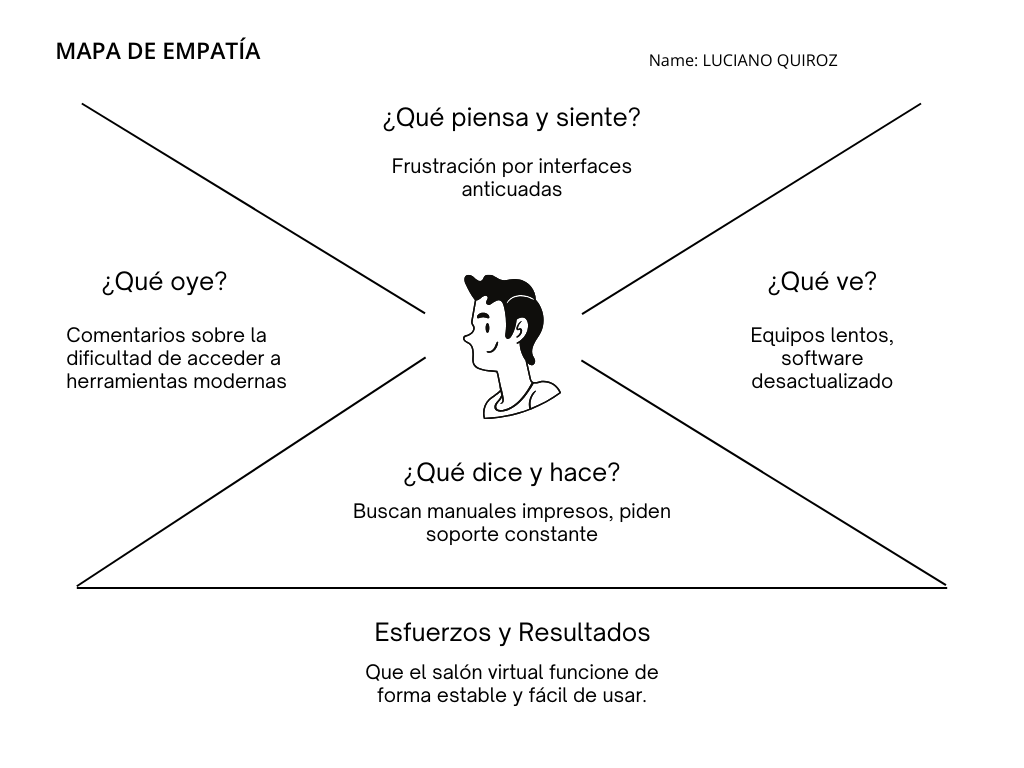 MAPA DE EMPATÍA
Name: LUCIANO QUIROZ
¿Qué piensa y siente?
Frustración por interfaces
anticuadas
¿Qué oye?
Comentarios sobre la
dificultad de acceder a
herramientas modernas
¿Qué ve?
Equipos lentos,
software
desactualizado
¿Qué dice y hace?
Buscan manuales impresos, piden
soporte constante
Esfuerzos y Resultados
Que el salón virtual funcione de
forma estable y fácil de usar.